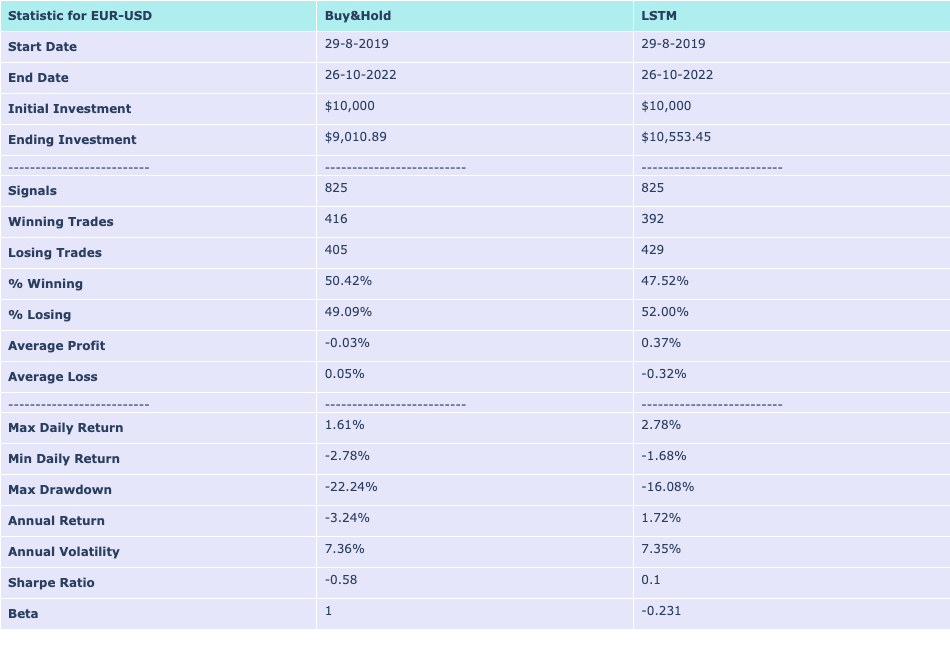 Statistic for EUR-USD Buy&Hold LSTM
Start Date 29-8-2019 29-8-2019
End Date 26-10-2022 26-10-2022
Initial Investment $10,000 $10,000
Ending Investment $9,010.89 $10,553.45
-------------------------- -------------------------- --------------------------
Signals 825 825
Winning Trades 416 392
Losing Trades 405 429
% Winning 50.42% 47.52%
% Losing 49.09% 52.00%
Average Profit -0.03% 0.37%
Average Loss 0.05% -0.32%
-------------------------- -------------------------- --------------------------
Max Daily Return 1.61% 2.78%
Min Daily Return -2.78% -1.68%
Max Drawdown -22.24% -16.08%
Annual Return -3.24% 1.72%
Annual Volatility 7.36% 7.35%
Sharpe Ratio -0.58 0.1
Beta 1 -0.231